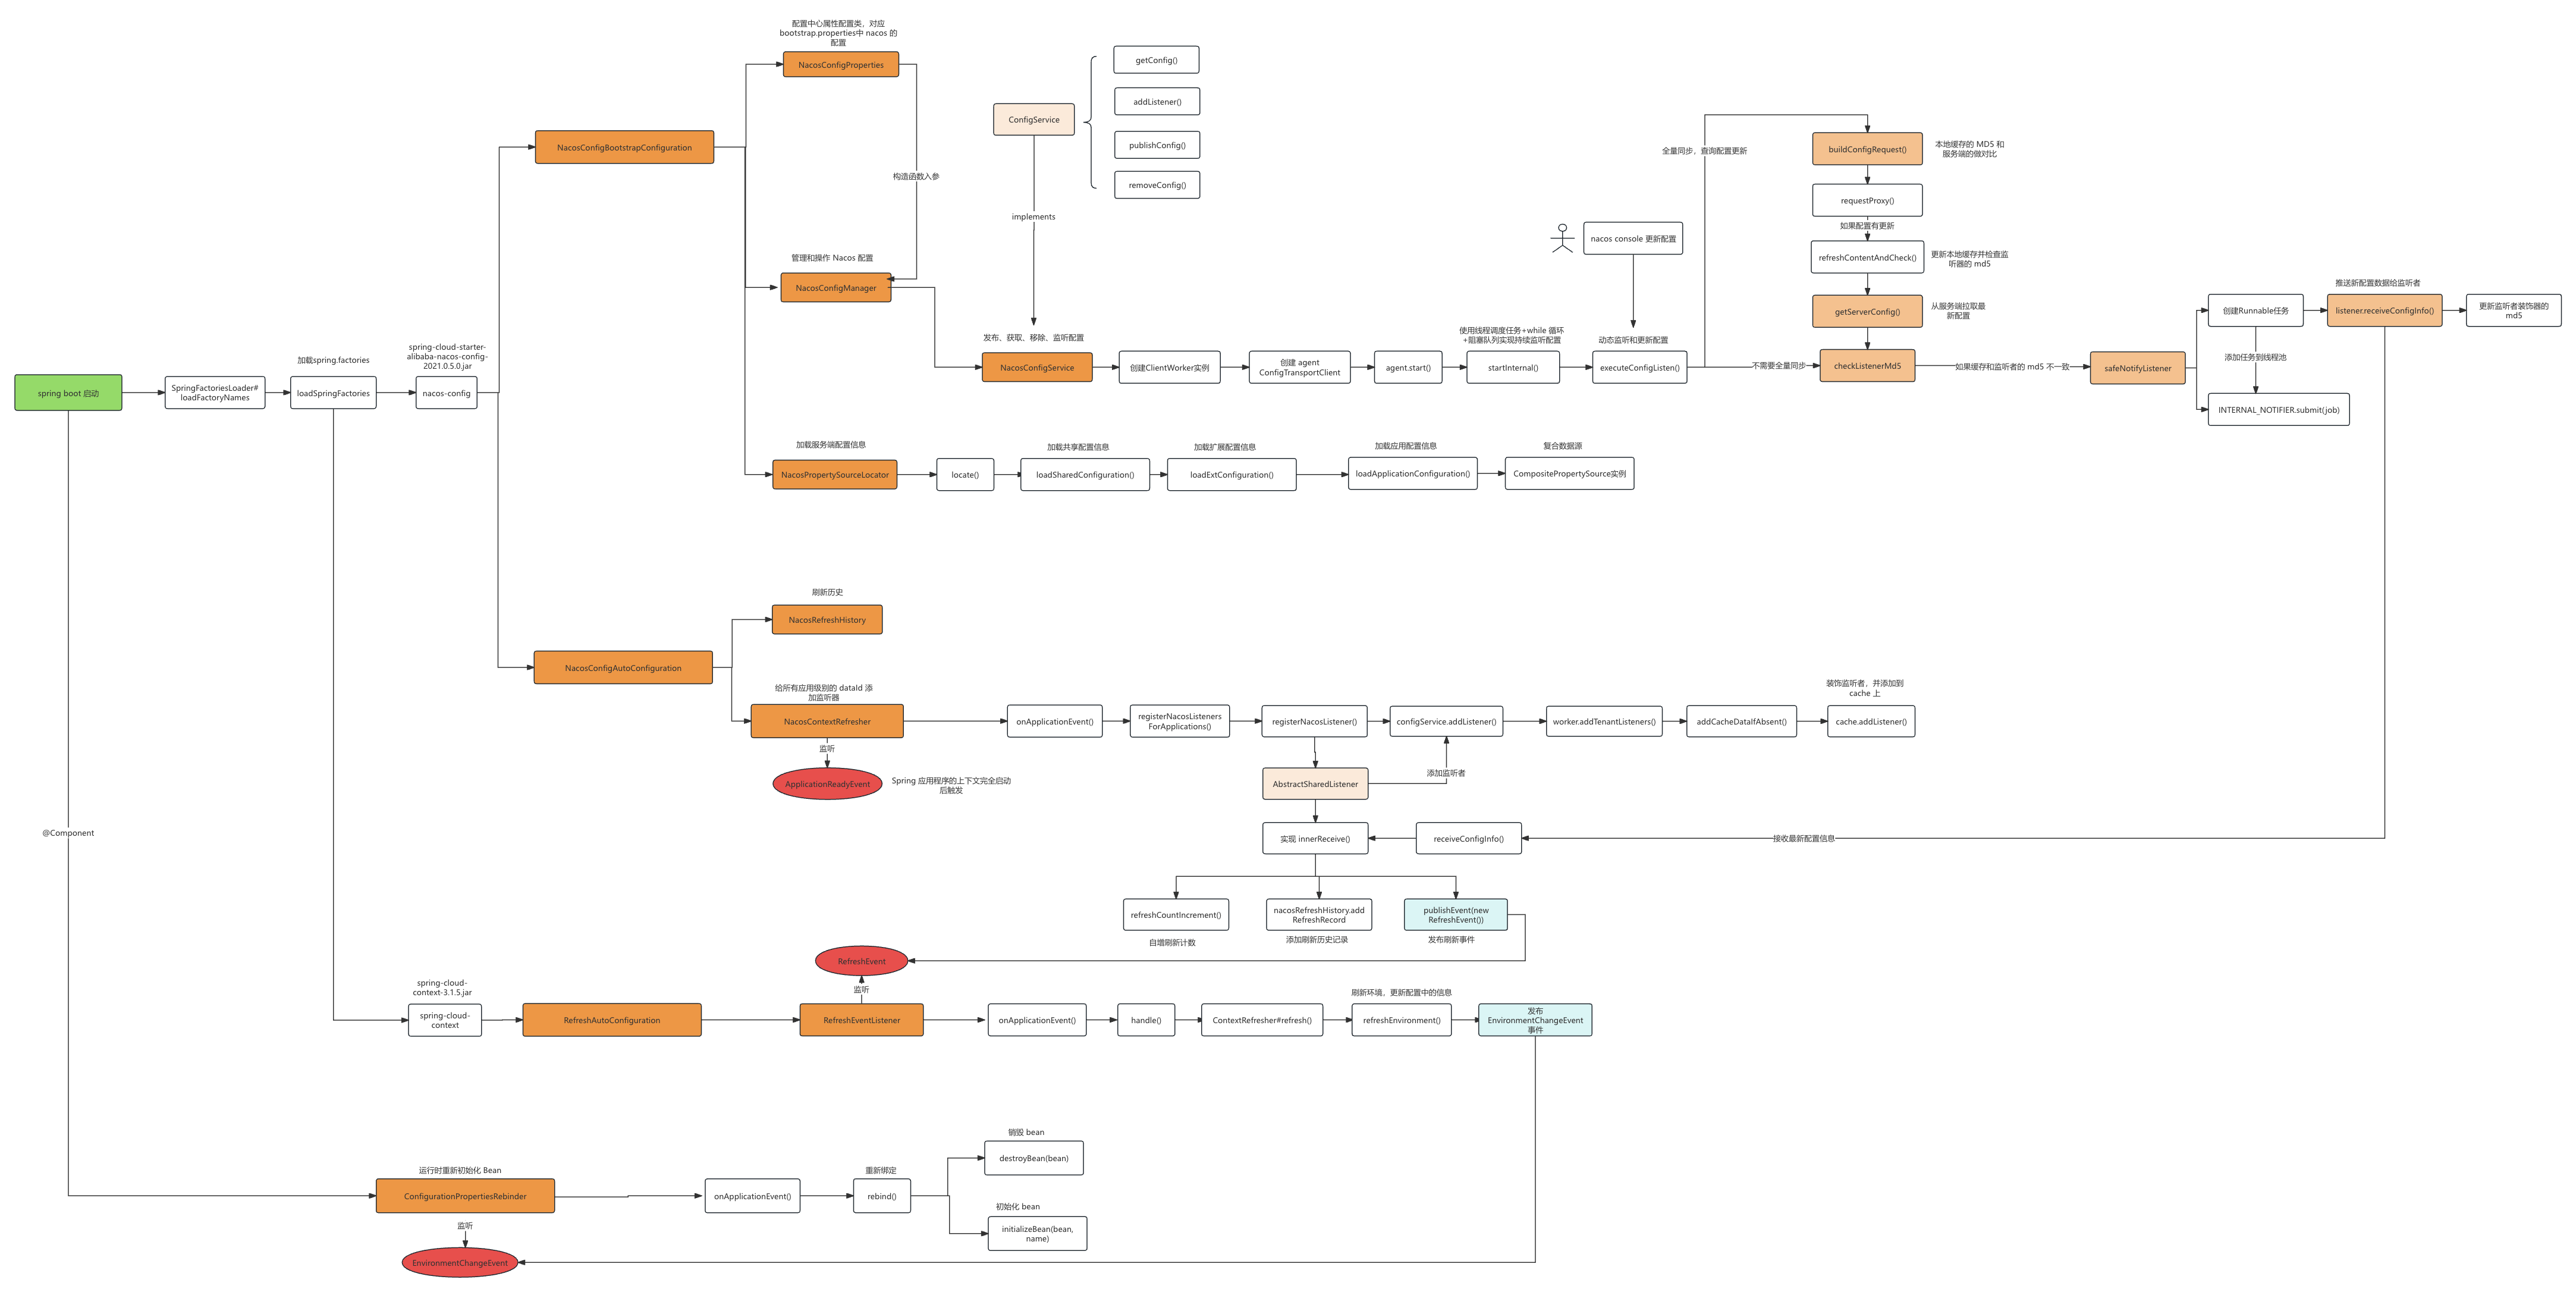 配置中心属性配置类，对应
bootstrap.properties中 nacos 的
配置
NacosConfigProperties
getConfig()
addListener()
ConfigService
publishConfig()
removeConfig()
NacosConfigBootstrapConfiguration
构造函数入参
implements
全量同步，查询配置更新
buildConfigRequest()
本地缓存的 MD5 和
服务端的做对比
requestProxy()
如果配置有更新
nacos console 更新配置
refreshContentAndCheck()
更新本地缓存并检查监
听器的 md5
管理和操作 Nacos 配置
NacosConfigManager
getServerConfig()
从服务端拉取最
新配置
推送新配置数据给监听者
创建Runnable任务
listener.receiveConfigInfo()
更新监听者装饰器的
md5
发布、获取、移除、监听配置
使用线程调度任务+while 循环
+阻塞队列实现持续监听配置
动态监听和更新配置
添加任务到线程池
spring boot 启动
SpringFactoriesLoader#
loadFactoryNames
加载spring.factories
loadSpringFactories
spring-cloud-starter-
alibaba-nacos-config-
2021.0.5.0.jar
nacos-config
NacosConfigService
创建ClientWorker实例
创建 agent
ConfigTransportClient
agent.start()
startInternal()
executeConfigListen()
不需要全量同步
checkListenerMd5
如果缓存和监听者的 md5 不一致
safeNotifyListener
INTERNAL_NOTIFIER.submit(job)
加载服务端配置信息
加载共享配置信息
加载扩展配置信息
加载应用配置信息
复合数据源
NacosPropertySourceLocator
locate()
loadSharedConfiguration()
loadExtConfiguration()
loadApplicationConfiguration()
CompositePropertySource实例
刷新历史
NacosRefreshHistory
NacosConfigAutoConfiguration
给所有应用级别的 dataId 添
加监听器
NacosContextRefresher
onApplicationEvent()
registerNacosListeners
ForApplications()
registerNacosListener()
configService.addListener()
worker.addTenantListeners()
addCacheDataIfAbsent()
装饰监听者，并添加到
cache 上
cache.addListener()
监听
ApplicationReadyEvent
Spring 应用程序的上下文完全启动
后触发
AbstractSharedListener
添加监听者
@Component
实现 innerReceive()
receiveConfigInfo()
接收最新配置信息
refreshCountIncrement()
自增刷新计数
nacosRefreshHistory.add
RefreshRecord
添加刷新历史记录
publishEvent(new
RefreshEvent())
发布刷新事件
RefreshEvent
监听
spring-cloud-
context-3.1.5.jar
spring-cloud-
context
RefreshAutoConfiguration
RefreshEventListener
onApplicationEvent()
handle()
ContextRefresher#refresh()
刷新环境，更新配置中的信息
refreshEnvironment()
发布
EnvironmentChangeEvent
事件
运行时重新初始化 Bean
ConfigurationPropertiesRebinder
onApplicationEvent()
重新绑定
rebind()
销毁 bean
destroyBean(bean)
初始化 bean
initializeBean(bean,
name)
监听
EnvironmentChangeEvent